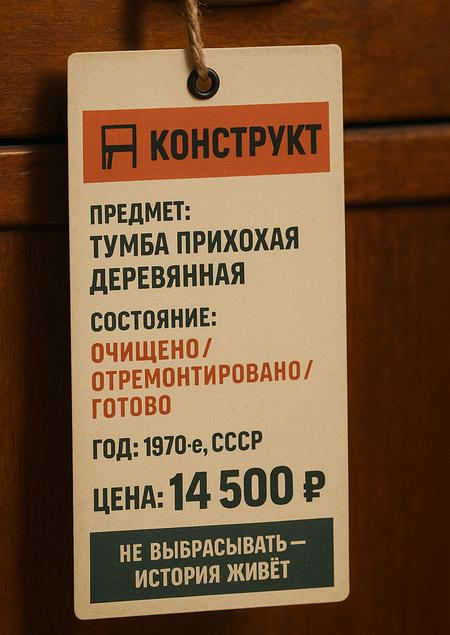 КОНСТРУКТ
ПРЕДМЕТ:
ТУМБА ПРИХОХАЯ
ДЕРЕВЯННАЯ
СОСТОЯНИЕ:
ОЧИЩЕНО/
ОТРЕМОНТИРОВАНО/
ГОТОВО
ГОД: 1970-е, СССР
ЦЕНА: 14 500 ₽
НЕ ВЫБРАСЫВАТЬ —
ИСТОРИЯ ЖИВЁТ